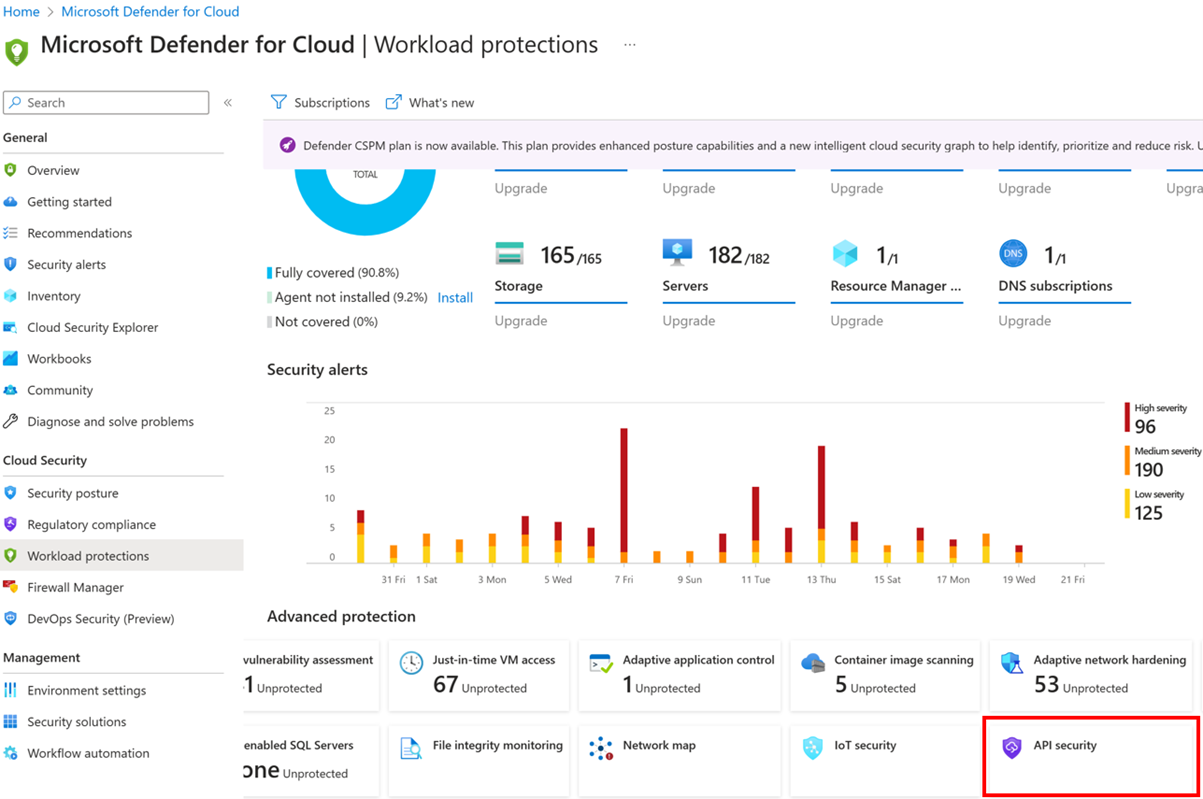 Home > Microsoft Defender for Cloud
Microsoft Defender for Cloud | Workload protections ...
Search «
Subscriptions What's new
General
Overview
Getting started
Recommendations
Security alerts
Inventory
Cloud Security Explorer
Workbooks
Community
Diagnose and solve problems
Cloud Security
Security posture
Regulatory compliance
Workload protections
Firewall Manager
DevOps Security (Preview)
Management
Environment settings
Security solutions
Workflow automation
Defender CSPM plan is now available. This plan provides enhanced posture capabilities and a new intelligent cloud security graph to help identify, prioritize and reduce risk. U
TOTAL
Upgrade Upgrade Upgrade Upgrade Upgra
Fully covered (90.8%)
Agent not installed (9.2%) Install
Not covered (0%)
165/165
Storage
Upgrade
182/182
Servers
Upgrade
1/1
Resource Manager ...
Upgrade
DNS
1/1
DNS subscriptions
Upgrade
Security alerts
25
20
15
10
5
0
31 Fri 1 Sat 3 Mon 5 Wed 7 Fri 9 Sun 11 Tue 13 Thu 15 Sat 17 Mon 19 Wed 21 Fri
High severity
96
Medium severity
190
Low severity
125
Advanced protection
vulnerability assessment
1 Unprotected
Just-in-time VM access
67 Unprotected
Adaptive application control
1 Unprotected
Container image scanning
5 Unprotected
Adaptive network hardening
53 Unprotected
enabled SQL Servers
one Unprotected
File integrity monitoring
Network map
IoT security
API security